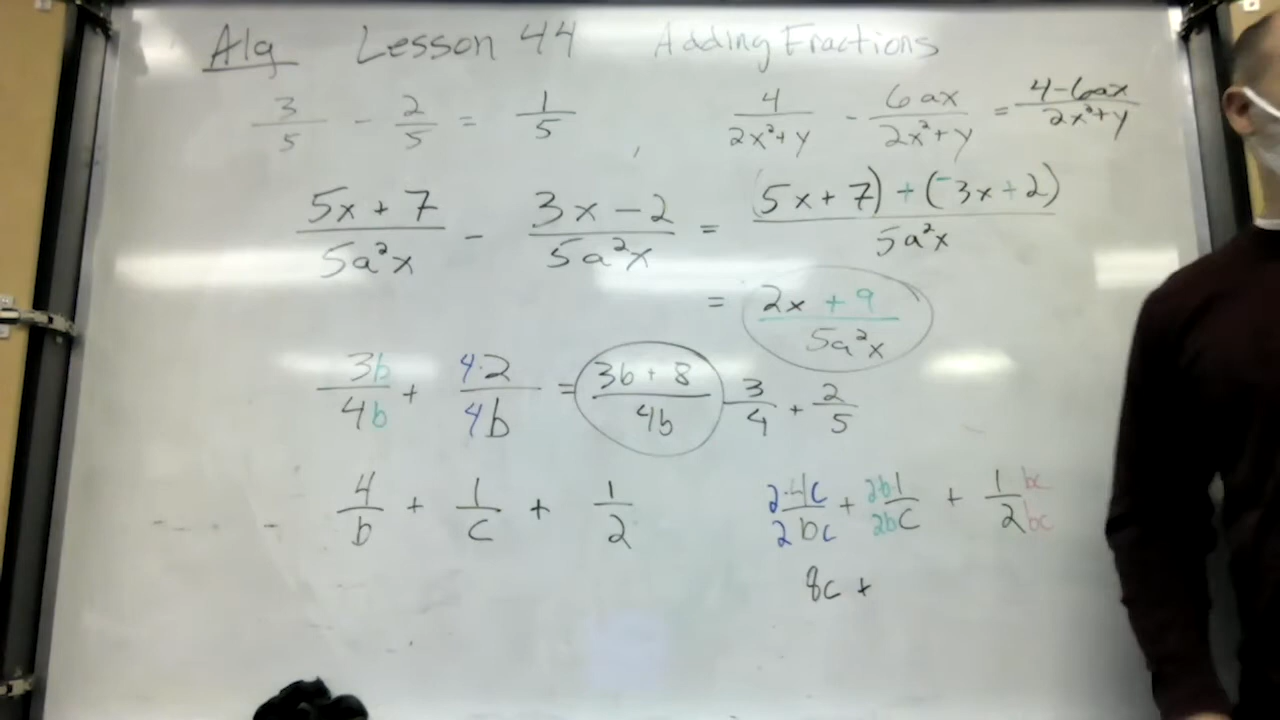 Alg Lesson 44 Adding Fractions
3/5 - 2/5 = 1/5
4/(2x²+y) - 6ax/(2x²+y) = (4-6ax)/(2x²+y)
(5x+7)/(5a²x) - (3x-2)/(5a²x) = ((5x+7)+(-3x+2))/(5a²x)
= (2x+9)/(5a²x)
3b/4b + 4·2/4b = (3b+8)/4b
3/4 + 2/5
4/b + 1/c + 1/2
2·4c/2bc + 2b1/2bc + 1bc/2bc
8c +